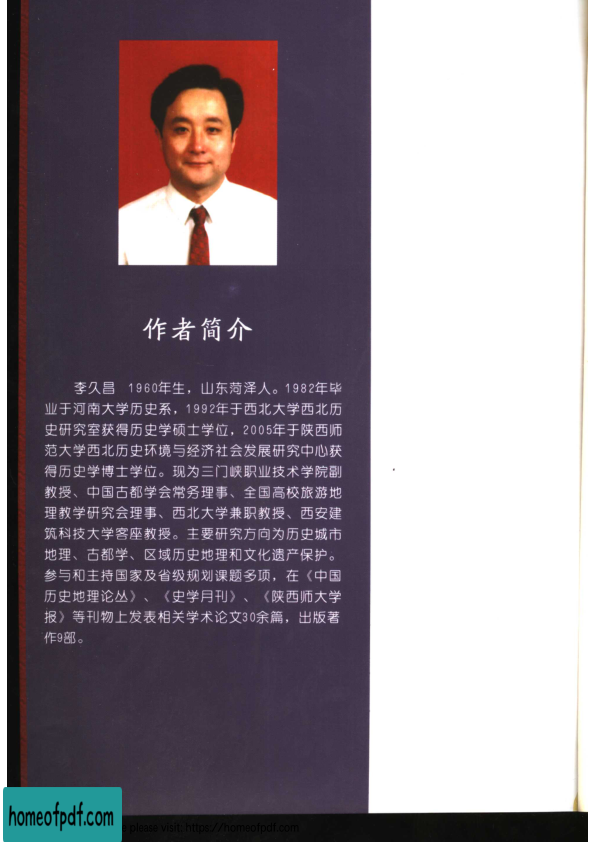 作者简介
李久昌 1960年生，山东菏泽人。1982年毕
业于河南大学历史系，1992年于西北大学西北历
史研究室获得历史学硕士学位，2005年于陕西师
范大学西北历史环境与经济社会发展研究中心获
得历史学博士学位。现为三门峡职业技术学院副
教授、中国古都学会常务理事、全国高校旅游地
理教学研究会理事、西北大学兼职教授、西安建
筑科技大学客座教授。主要研究方向为历史城市
地理、古都学、区域历史地理和文化遗产保护。
参与和主持国家及省级规划课题多项，在《中国
历史地理论丛》、《史学月刊》、《陕西师大学
报》等刊物上发表相关学术论文30余篇，出版著
作9部。
homeofpdf.com
please visit: https://homeofpdf.com